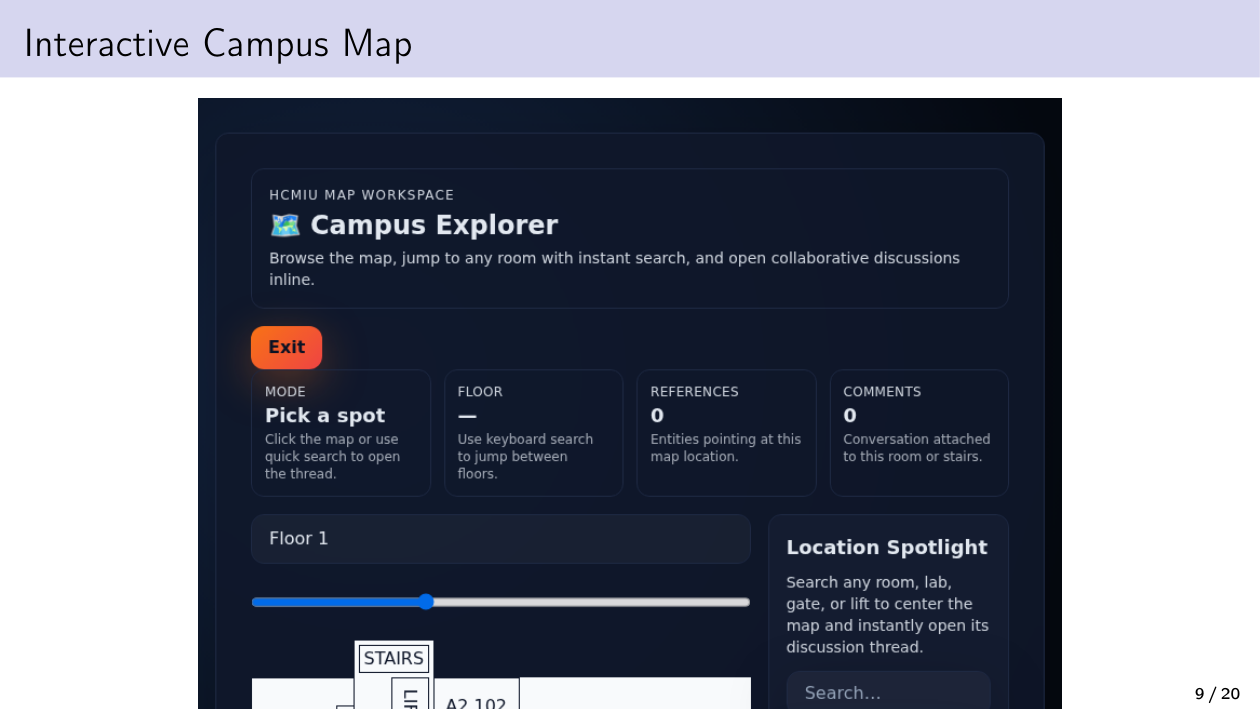 Interactive Campus Map
HCMIU MAP WORKSPACE
🗺️ Campus Explorer
Browse the map, jump to any room with instant search, and open collaborative discussions
inline.
Exit
MODE
Pick a spot
Click the map or use
quick search to open
the thread.
FLOOR
—
Use keyboard search
to jump between
floors.
REFERENCES
0
Entities pointing at this
map location.
COMMENTS
0
Conversation attached
to this room or stairs.
Floor 1
STAIRS
A2 102
Location Spotlight
Search any room, lab,
gate, or lift to center the
map and instantly open its
discussion thread.
Search...
9 / 20